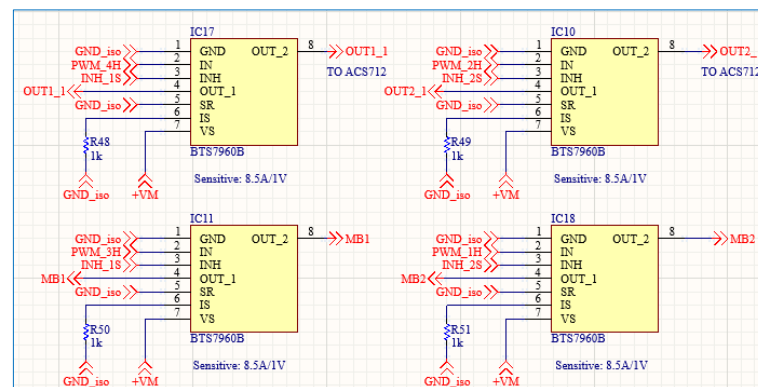 IC17
GND_iso 1 GND OUT_2 8 OUT1_1
PWM_4H 2 IN
INH_1S 3 INH
OUT1_1 4 OUT_1
GND_iso 5 SR
6 IS
7 VS
TO ACS712
R48
1k
BTS7960B
GND_iso
+VM
Sensitive: 8.5A/1V
IC10
GND_iso 1 GND OUT_2 8 OUT2_
PWM_2H 2 IN
INH_2S 3 INH
OUT2_1 4 OUT_1
GND_iso 5 SR
6 IS
7 VS
TO ACS712
R49
1k
BTS7960B
GND_iso
+VM
Sensitive: 8.5A/1V
IC11
GND_iso 1 GND OUT_2 8 MB1
PWM_3H 2 IN
INH_1S 3 INH
MB1 4 OUT_1
GND_iso 5 SR
6 IS
7 VS
R50
1k
BTS7960B
GND_iso
+VM
Sensitive: 8.5A/1V
IC18
GND_iso 1 GND OUT_2 8 MB2
PWM_1H 2 IN
INH_2S 3 INH
MB2 4 OUT_1
GND_iso 5 SR
6 IS
7 VS
R51
1k
BTS7960B
GND_iso
+VM
Sensitive: 8.5A/1V